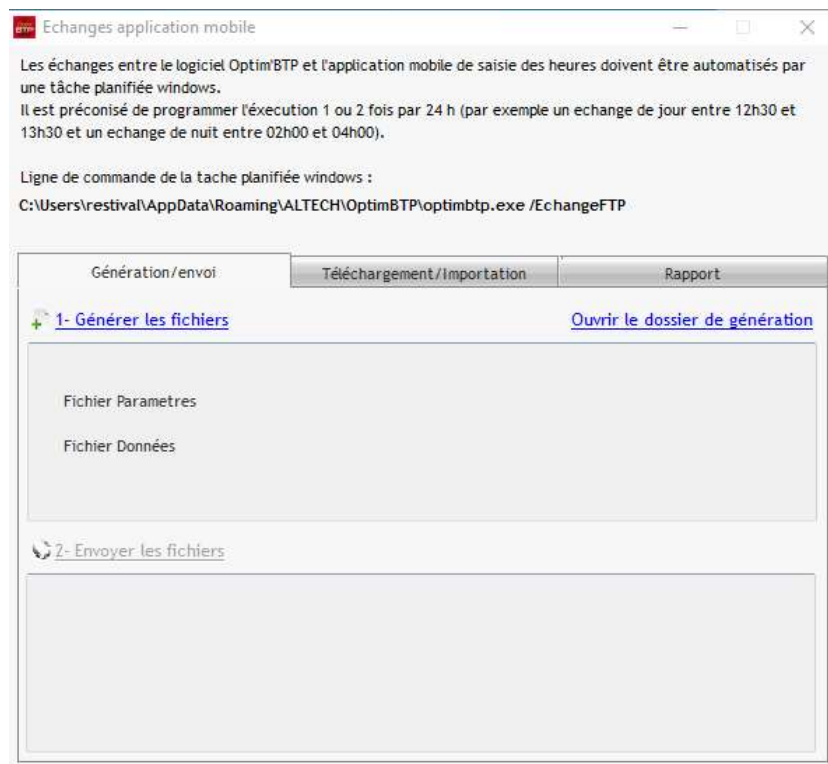 Echanges application mobile
Les échanges entre le logiciel Optim'BTP et l'application mobile de saisie des heures doivent être automatisés par
une tâche planifiée windows.
Il est préconisé de programmer l'éxecution 1 ou 2 fois par 24 h (par exemple un echange de jour entre 12h30 et
13h30 et un echange de nuit entre 02h00 et 04h00).
Ligne de commande de la tache planifiée windows :
C:\Users\restival\AppData\Roaming\ALTECH\OptimBTP\optimbtp.exe /EchangeFTP
Génération/envoi Téléchargement/Importation Rapport
1- Générer les fichiers Ouvrir le dossier de génération
Fichier Parametres
Fichier Données
2- Envoyer les fichiers